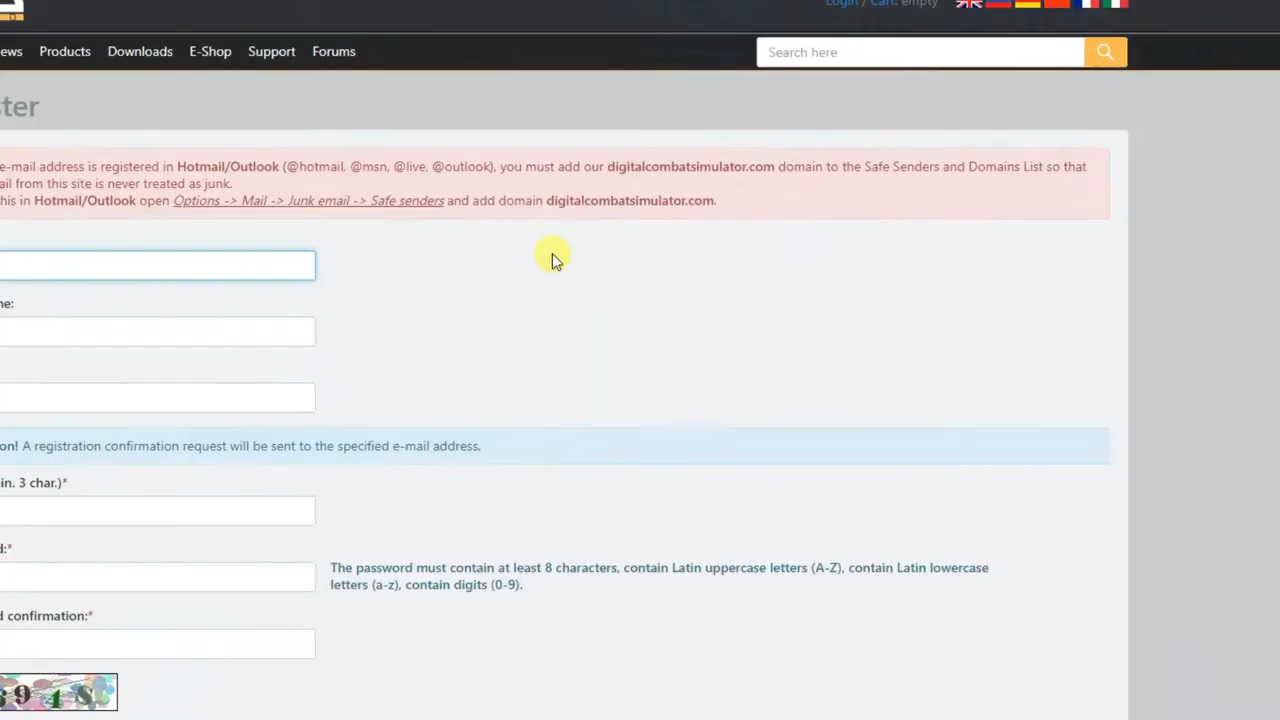 Login / Cart: empty
ews Products Downloads E-Shop Support Forums
Search here
ster
e-mail address is registered in Hotmail/Outlook (@hotmail, @msn, @live, @outlook), you must add our digitalcombatsimulator.com domain to the Safe Senders and Domains List so that
ail from this site is never treated as junk.
his in Hotmail/Outlook open Options -> Mail -> Junk email -> Safe senders and add domain digitalcombatsimulator.com.
me:
on! A registration confirmation request will be sent to the specified e-mail address.
in. 3 char.)*
d:*
The password must contain at least 8 characters, contain Latin uppercase letters (A-Z), contain Latin lowercase
letters (a-z), contain digits (0-9).
d confirmation:*